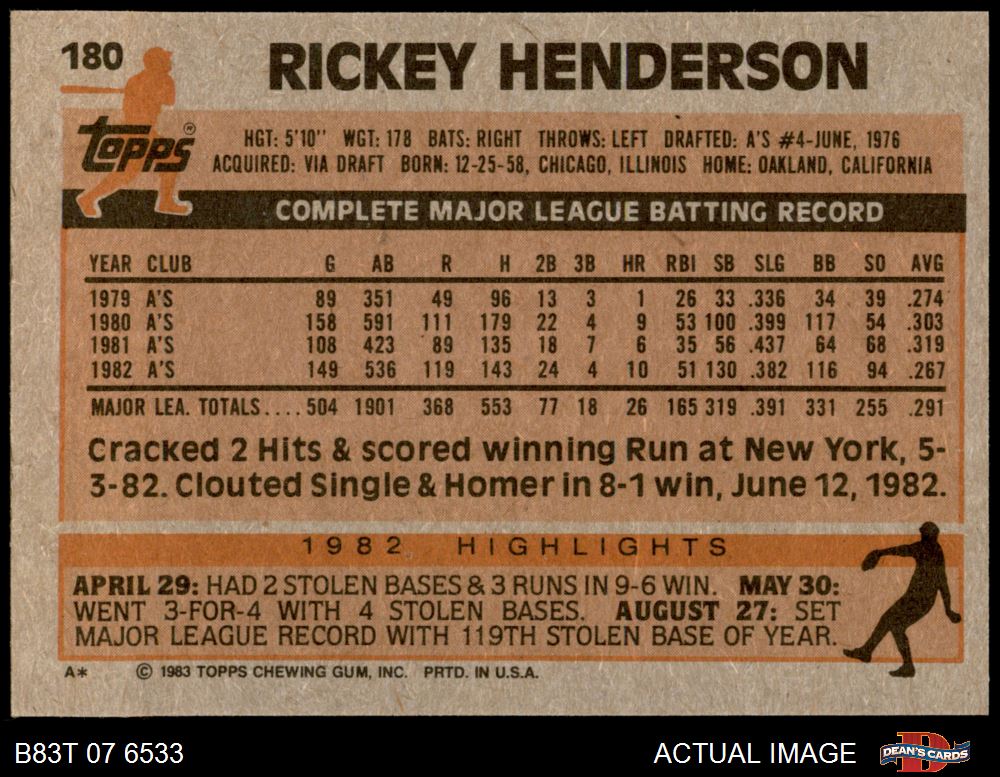 180
RICKEY HENDERSON
Topps®
HGT: 5'10" WGT: 178 BATS: RIGHT THROWS: LEFT DRAFTED: A'S #4-JUNE, 1976
ACQUIRED: VIA DRAFT BORN: 12-25-58, CHICAGO, ILLINOIS HOME: OAKLAND, CALIFORNIA
COMPLETE MAJOR LEAGUE BATTING RECORD
YEAR CLUB G AB R H 2B 3B HR RBI SB SLG BB SO AVG
1979 A'S 89 351 49 96 13 3 1 26 33 .336 34 39 .274
1980 A'S 158 591 111 179 22 4 9 53 100 .399 117 54 .303
1981 A'S 108 423 89 135 18 7 6 35 56 .437 64 68 .319
1982 A'S 149 536 119 143 24 4 10 51 130 .382 116 94 .267
MAJOR LEA. TOTALS.... 504 1901 368 553 77 18 26 165 319 .391 331 255 .291
Cracked 2 Hits & scored winning Run at New York, 5-
3-82. Clouted Single & Homer in 8-1 win, June 12, 1982.
1982 HIGHLIGHTS
APRIL 29: HAD 2 STOLEN BASES & 3 RUNS IN 9-6 WIN. MAY 30:
WENT 3-FOR-4 WITH 4 STOLEN BASES. AUGUST 27: SET
MAJOR LEAGUE RECORD WITH 119TH STOLEN BASE OF YEAR.
A* © 1983 TOPPS CHEWING GUM, INC. PRTD. IN U.S.A.
B83T 07 6533 ACTUAL IMAGE DEAN'S CARDS